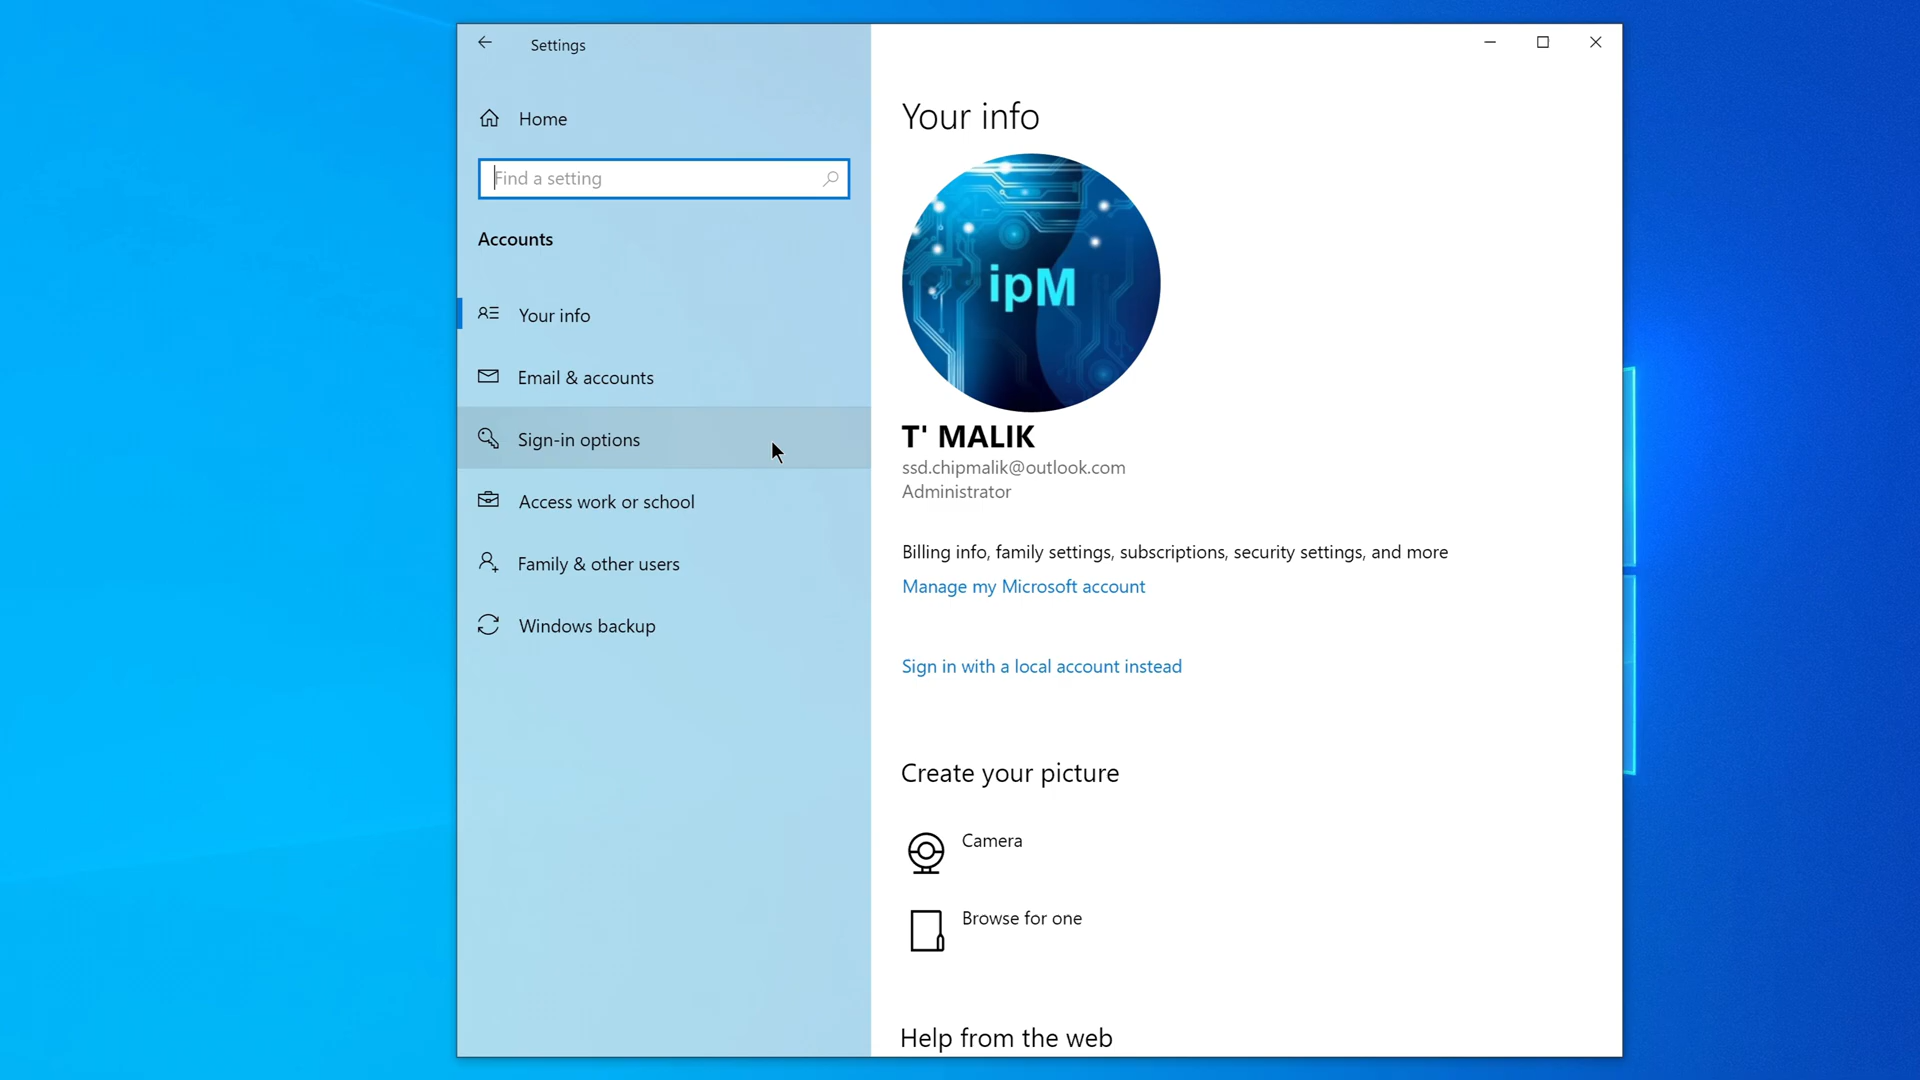 Settings
Home
Find a setting
Accounts
Your info
Email & accounts
Sign-in options
Access work or school
Family & other users
Windows backup
Your info
ipM
T' MALIK
ssd.chipmalik@outlook.com
Administrator
Billing info, family settings, subscriptions, security settings, and more
Manage my Microsoft account
Sign in with a local account instead
Create your picture
Camera
Browse for one
Help from the web